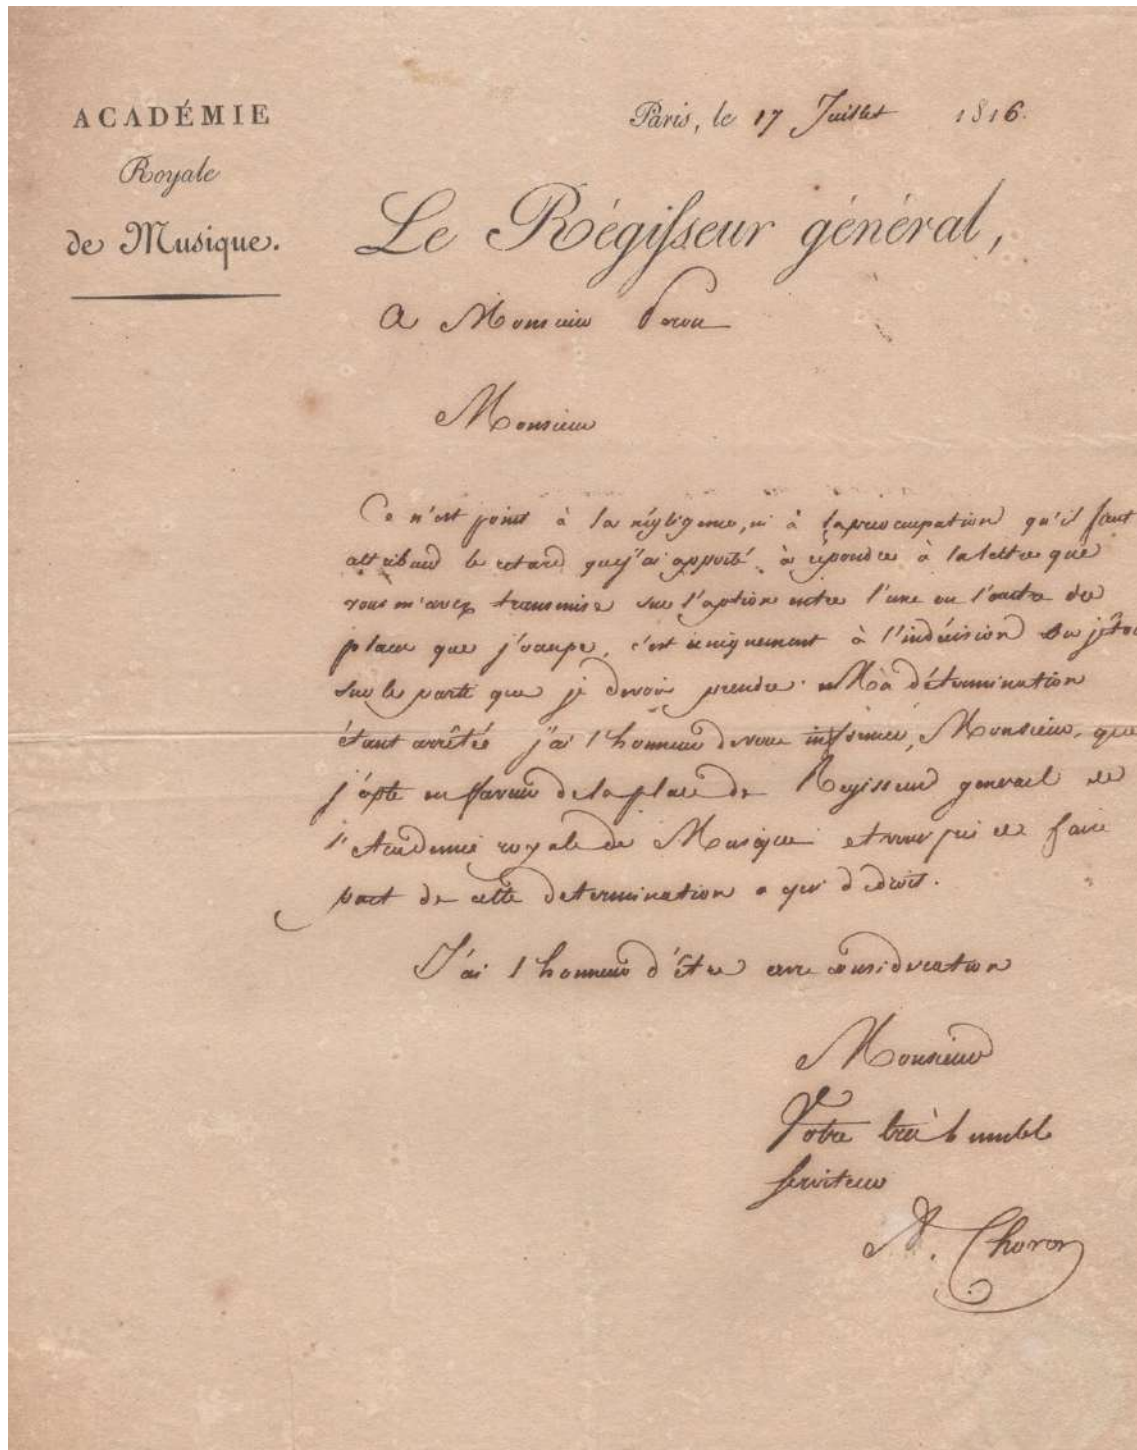 ACADÉMIE
Royale
de Musique.
Paris, le 17 Juillet 1816.
Le Régisseur général,
A Monsieur
Monsieur
Ce n'est point à la négligence, ni à la préoccupation qu'il faut
attribuer le retard que j'ai apporté à répondre à la lettre que
vous m'avez transmise sur l'option entre l'une ou l'autre des
places que j'occupe, c'est uniquement à l'indécision
sur le parti que je devois prendre. Ma détermination
étant arrêtée j'ai l'honneur de vous informer, Monsieur, que
j'opte en faveur de la place de Regisseur general de
l'Academie royale de Musique et vous prie de faire
part de cette determination a qui de droit.
J'ai l'honneur d'être avec consideration
Monsieur
Votre très humble
serviteur
A. Choron